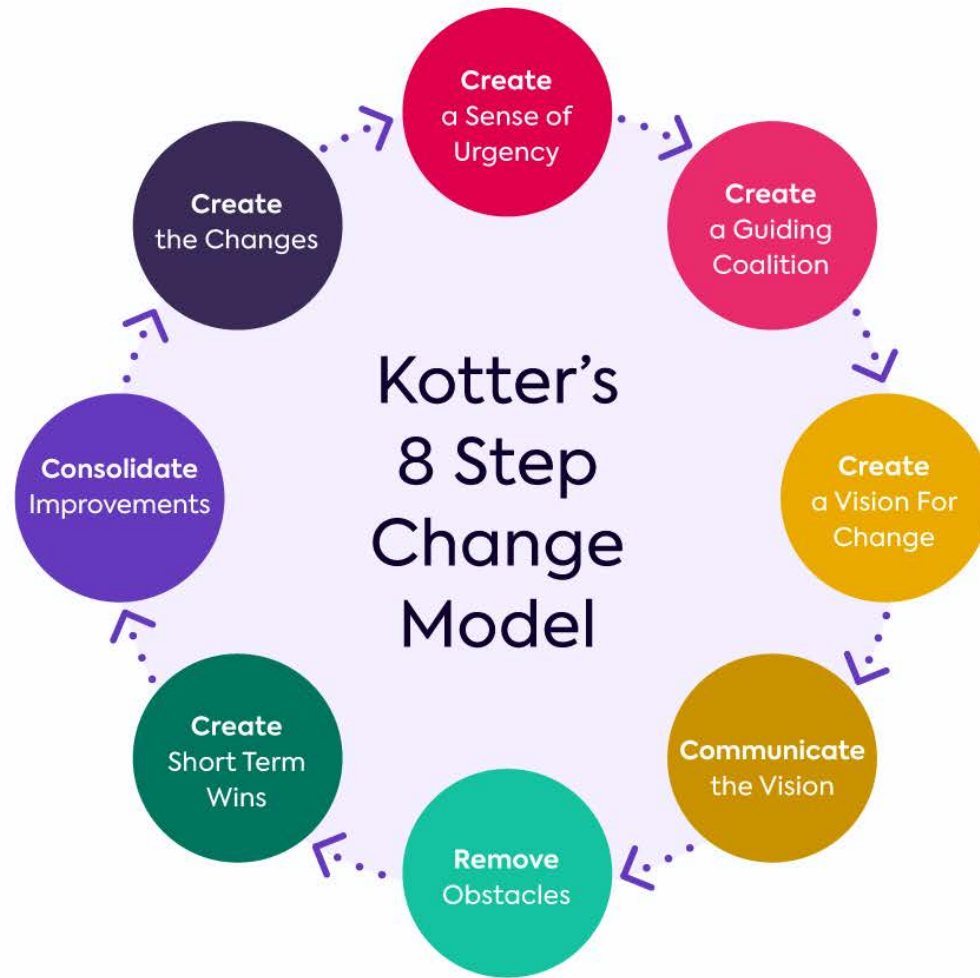 Kotter's
8 Step
Change
Model
Create
a Sense of
Urgency
Create
a Guiding
Coalition
Create
a Vision For
Change
Communicate
the Vision
Remove
Obstacles
Create
Short Term
Wins
Consolidate
Improvements
Create
the Changes